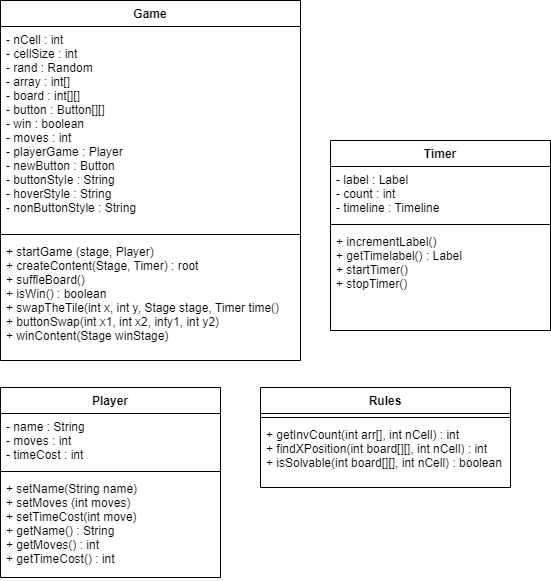 Game
- nCell : int
- cellSize : int
- rand : Random
- array : int[]
- board : int[][]
- button : Button[][]
- win : boolean
- moves : int
- playerGame : Player
- newButton : Button
- buttonStyle : String
- hoverStyle : String
- nonButtonStyle : String
+ startGame (stage, Player)
+ createContent(Stage, Timer) : root
+ suffleBoard()
+ isWin() : boolean
+ swapTheTile(int x, int y, Stage stage, Timer time()
+ buttonSwap(int x1, int x2, inty1, int y2)
+ winContent(Stage winStage)
Timer
- label : Label
- count : int
- timeline : Timeline
+ incrementLabel()
+ getTimelabel() : Label
+ startTimer()
+ stopTimer()
Player
- name : String
- moves : int
- timeCost : int
+ setName(String name)
+ setMoves (int moves)
+ setTimeCost(int move)
+ getName() : String
+ getMoves() : int
+ getTimeCost() : int
Rules
+ getInvCount(int arr[], int nCell) : int
+ findXPosition(int board[][], int nCell) : int
+ isSolvable(int board[][], int nCell) : boolean